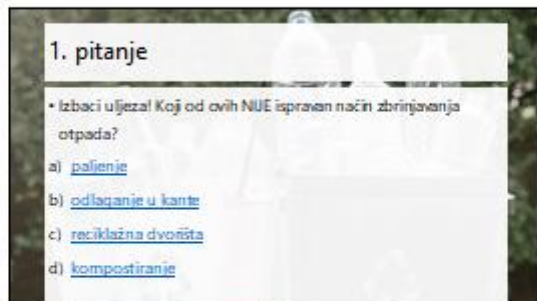 1. pitanje
• Izbaci uljeza! Koji od ovih NIJE ispravan način zbrinjavanja
otpada?
a) paljenje
b) odlaganje u kante
c) reciklažna dvorišta
d) kompostiranje